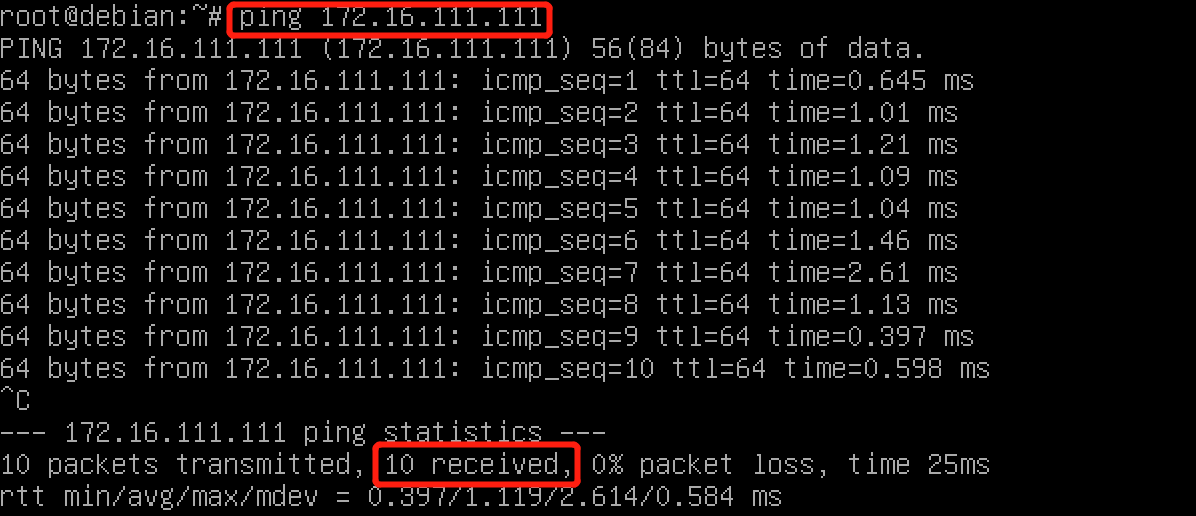 root@debian:~# ping 172.16.111.111
PING 172.16.111.111 (172.16.111.111) 56(84) bytes of data.
64 bytes from 172.16.111.111: icmp_seq=1 ttl=64 time=0.645 ms
64 bytes from 172.16.111.111: icmp_seq=2 ttl=64 time=1.01 ms
64 bytes from 172.16.111.111: icmp_seq=3 ttl=64 time=1.21 ms
64 bytes from 172.16.111.111: icmp_seq=4 ttl=64 time=1.09 ms
64 bytes from 172.16.111.111: icmp_seq=5 ttl=64 time=1.04 ms
64 bytes from 172.16.111.111: icmp_seq=6 ttl=64 time=1.46 ms
64 bytes from 172.16.111.111: icmp_seq=7 ttl=64 time=2.61 ms
64 bytes from 172.16.111.111: icmp_seq=8 ttl=64 time=1.13 ms
64 bytes from 172.16.111.111: icmp_seq=9 ttl=64 time=0.397 ms
64 bytes from 172.16.111.111: icmp_seq=10 ttl=64 time=0.598 ms
^C
--- 172.16.111.111 ping statistics ---
10 packets transmitted, 10 received, 0% packet loss, time 25ms
rtt min/avg/max/mdev = 0.397/1.119/2.614/0.584 ms